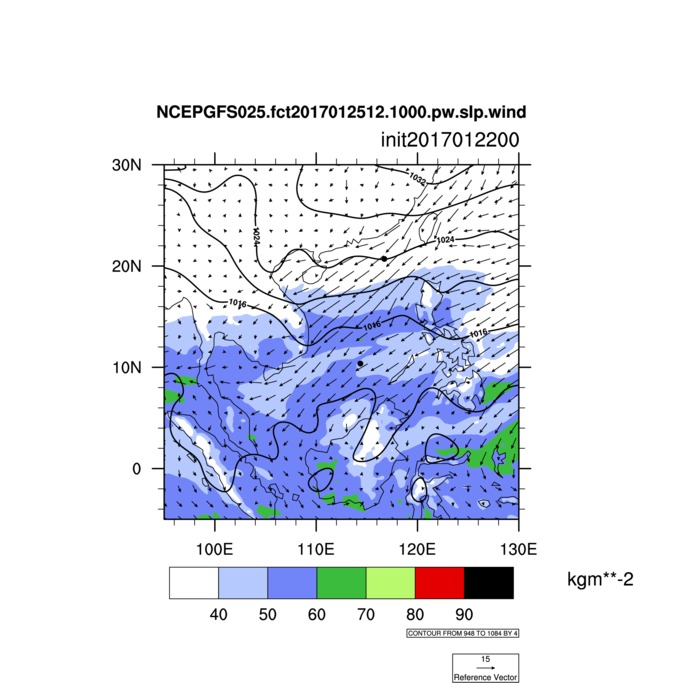 NCEPGFS025.fct2017012512.1000.pw.slp.wind
init2017012200
30N
20N
10N
0
1032
1024
1024
1016
1016
1016
100E 110E 120E 130E
40 50 60 70 80 90
kgm**-2
CONTOUR FROM 948 TO 1084 BY 4
15
Reference Vector